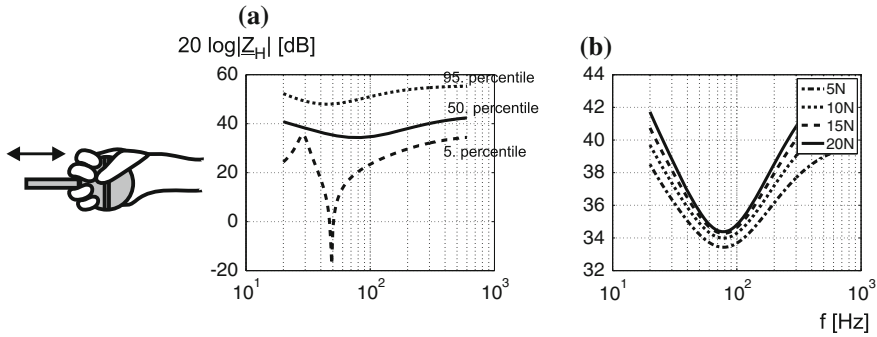 (a)
(b)
20 log|Z_H| [dB]
60
40
20
0
-20
10^1
10^2
10^3
95. percentile
50. percentile
5. percentile
44
42
40
38
36
34
32
10^1
10^2
10^3
5N
10N
15N
20N
f [Hz]